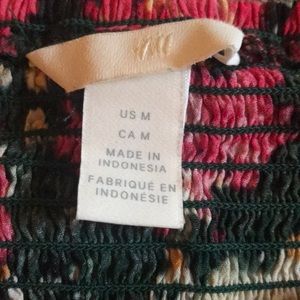 US M
CA M
MADE IN
INDONESIA
FABRIQUÉ EN
INDONÉSIE